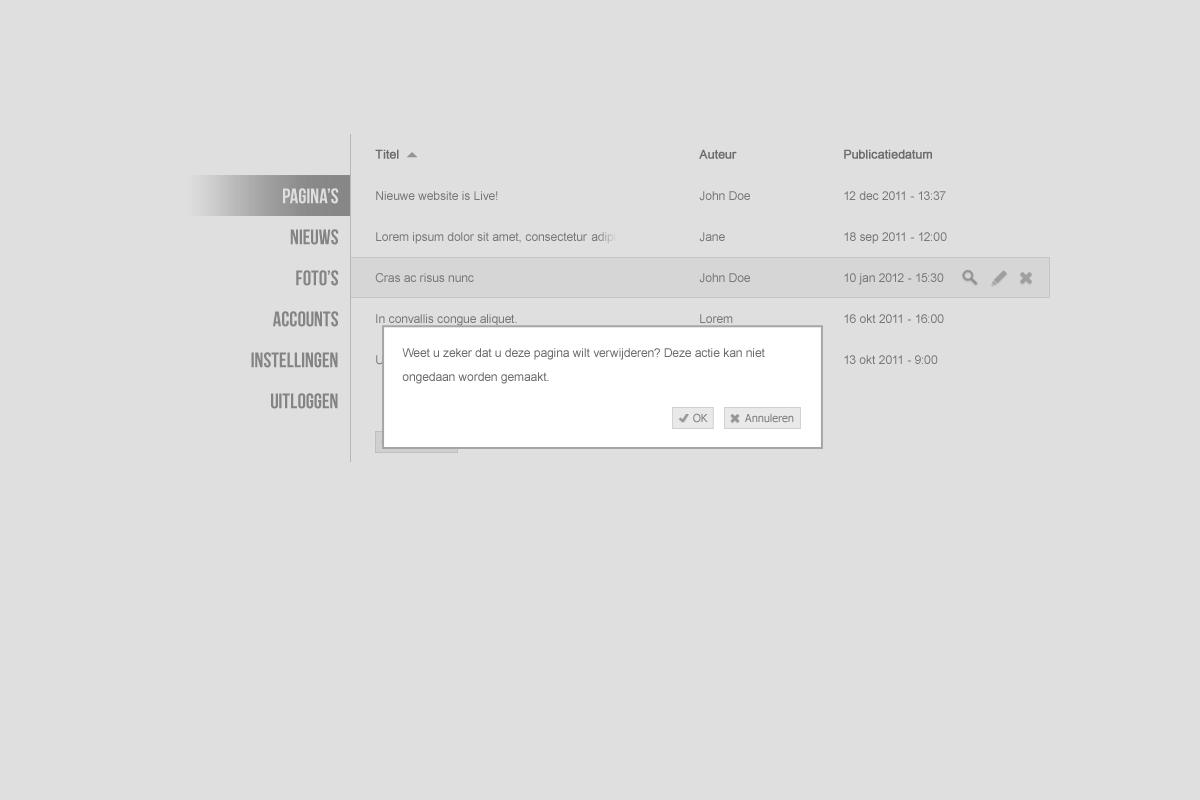 Titel Auteur Publicatiedatum
PAGINA'S
Nieuwe website is Live! John Doe 12 dec 2011 - 13:37
NIEUWS
Lorem ipsum dolor sit amet, consectetur adip
Jane 18 sep 2011 - 12:00
FOTO'S
Cras ac risus nunc John Doe 10 jan 2012 - 15:30
ACCOUNTS
In convallis congue aliquet. Lorem 16 okt 2011 - 16:00
INSTELLINGEN
13 okt 2011 - 9:00
UITLOGGEN
Weet u zeker dat u deze pagina wilt verwijderen? Deze actie kan niet
ongedaan worden gemaakt.
OK Annuleren